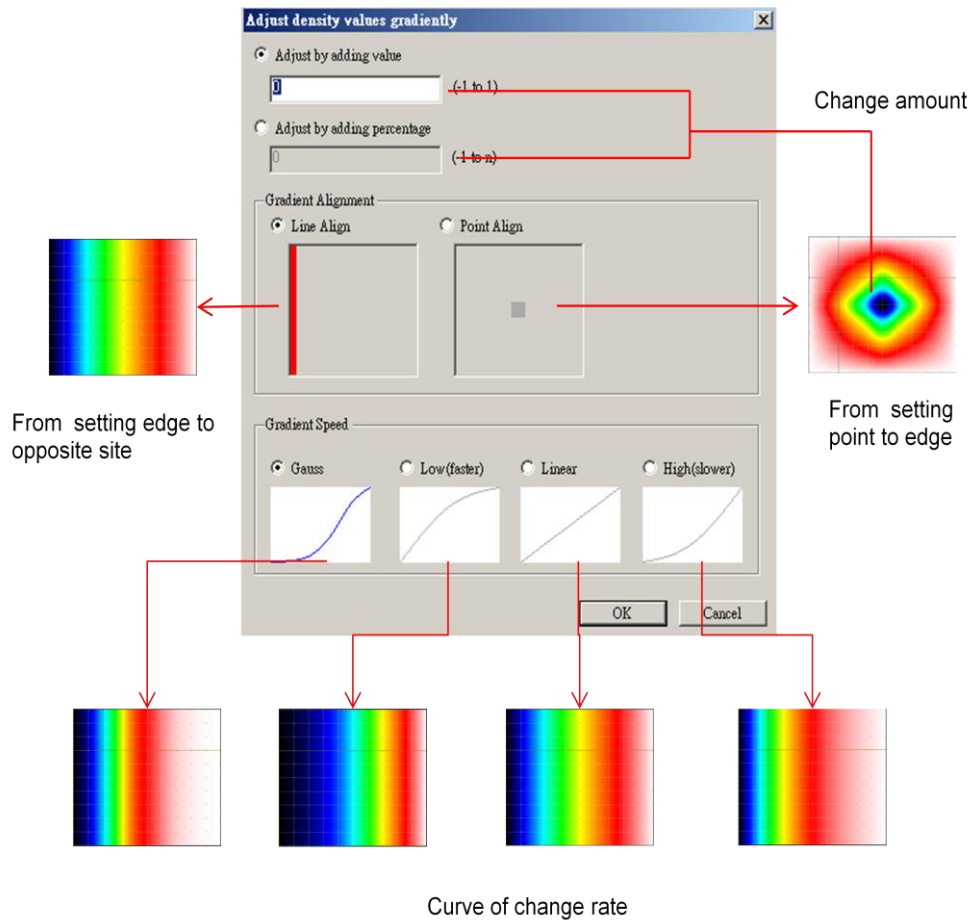 Adjust density values gradiently
Adjust by adding value
0 (-1 to 1)
Change amount
Adjust by adding percentage
0 (-1 to n)
Gradient Alignment
Line Align Point Align
From setting edge to
opposite site
From setting
point to edge
Gradient Speed
Gauss Low(faster) Linear High(slower)
OK Cancel
Curve of change rate